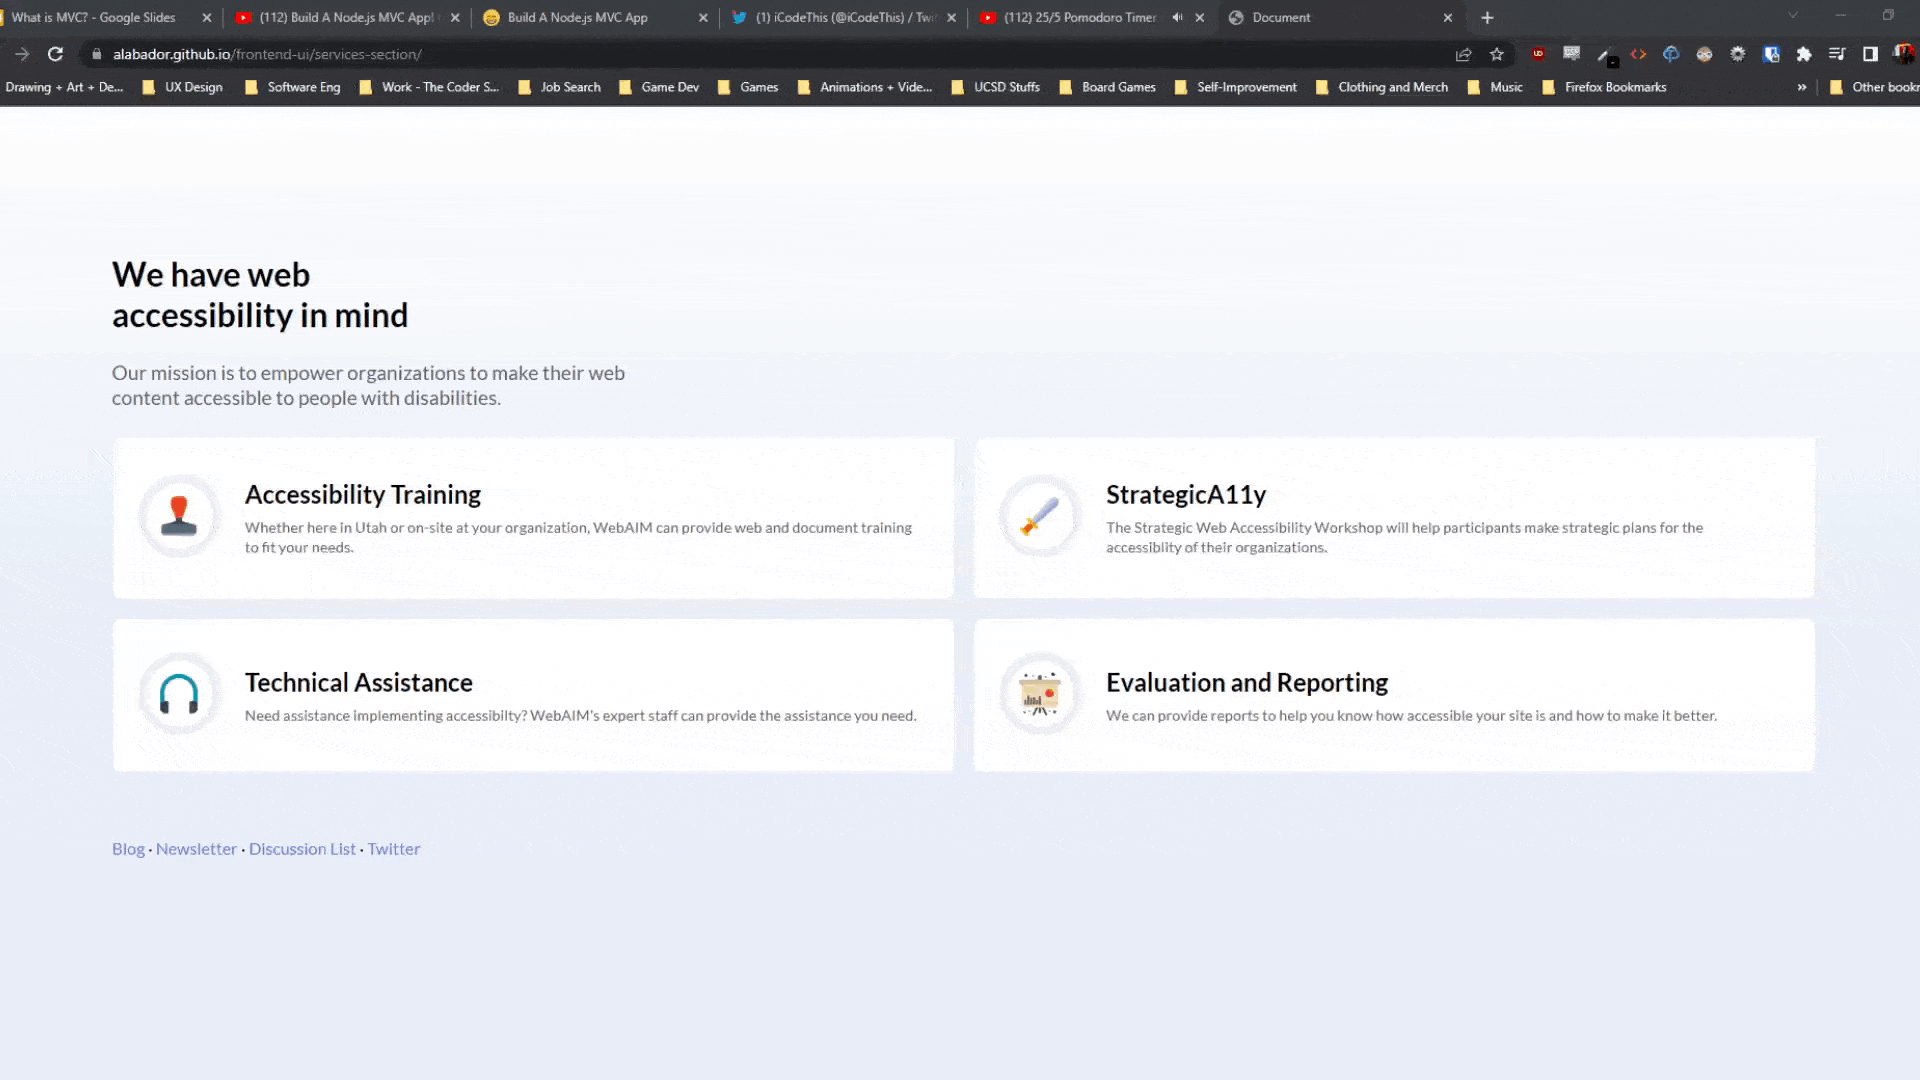 What is MVC? - Google Slides
(112) Build A Node.js MVC App!
Build A Node.js MVC App
(1) iCodeThis (@iCodeThis) / Twit
(112) 25/5 Pomodoro Timer
Document
alabador.github.io/frontend-ui/services-section/
Drawing + Art + De...
UX Design
Software Eng
Work - The Coder S...
Job Search
Game Dev
Games
Animations + Vide...
UCSD Stuffs
Board Games
Self-Improvement
Clothing and Merch
Music
Firefox Bookmarks
»
Other bookr
We have web
accessibility in mind
Our mission is to empower organizations to make their web
content accessible to people with disabilities.
Accessibility Training
Whether here in Utah or on-site at your organization, WebAIM can provide web and document training
to fit your needs.
StrategicA11y
The Strategic Web Accessibility Workshop will help participants make strategic plans for the
accessiblity of their organizations.
Technical Assistance
Need assistance implementing accessibilty? WebAIM's expert staff can provide the assistance you need.
Evaluation and Reporting
We can provide reports to help you know how accessible your site is and how to make it better.
Blog · Newsletter · Discussion List · Twitter